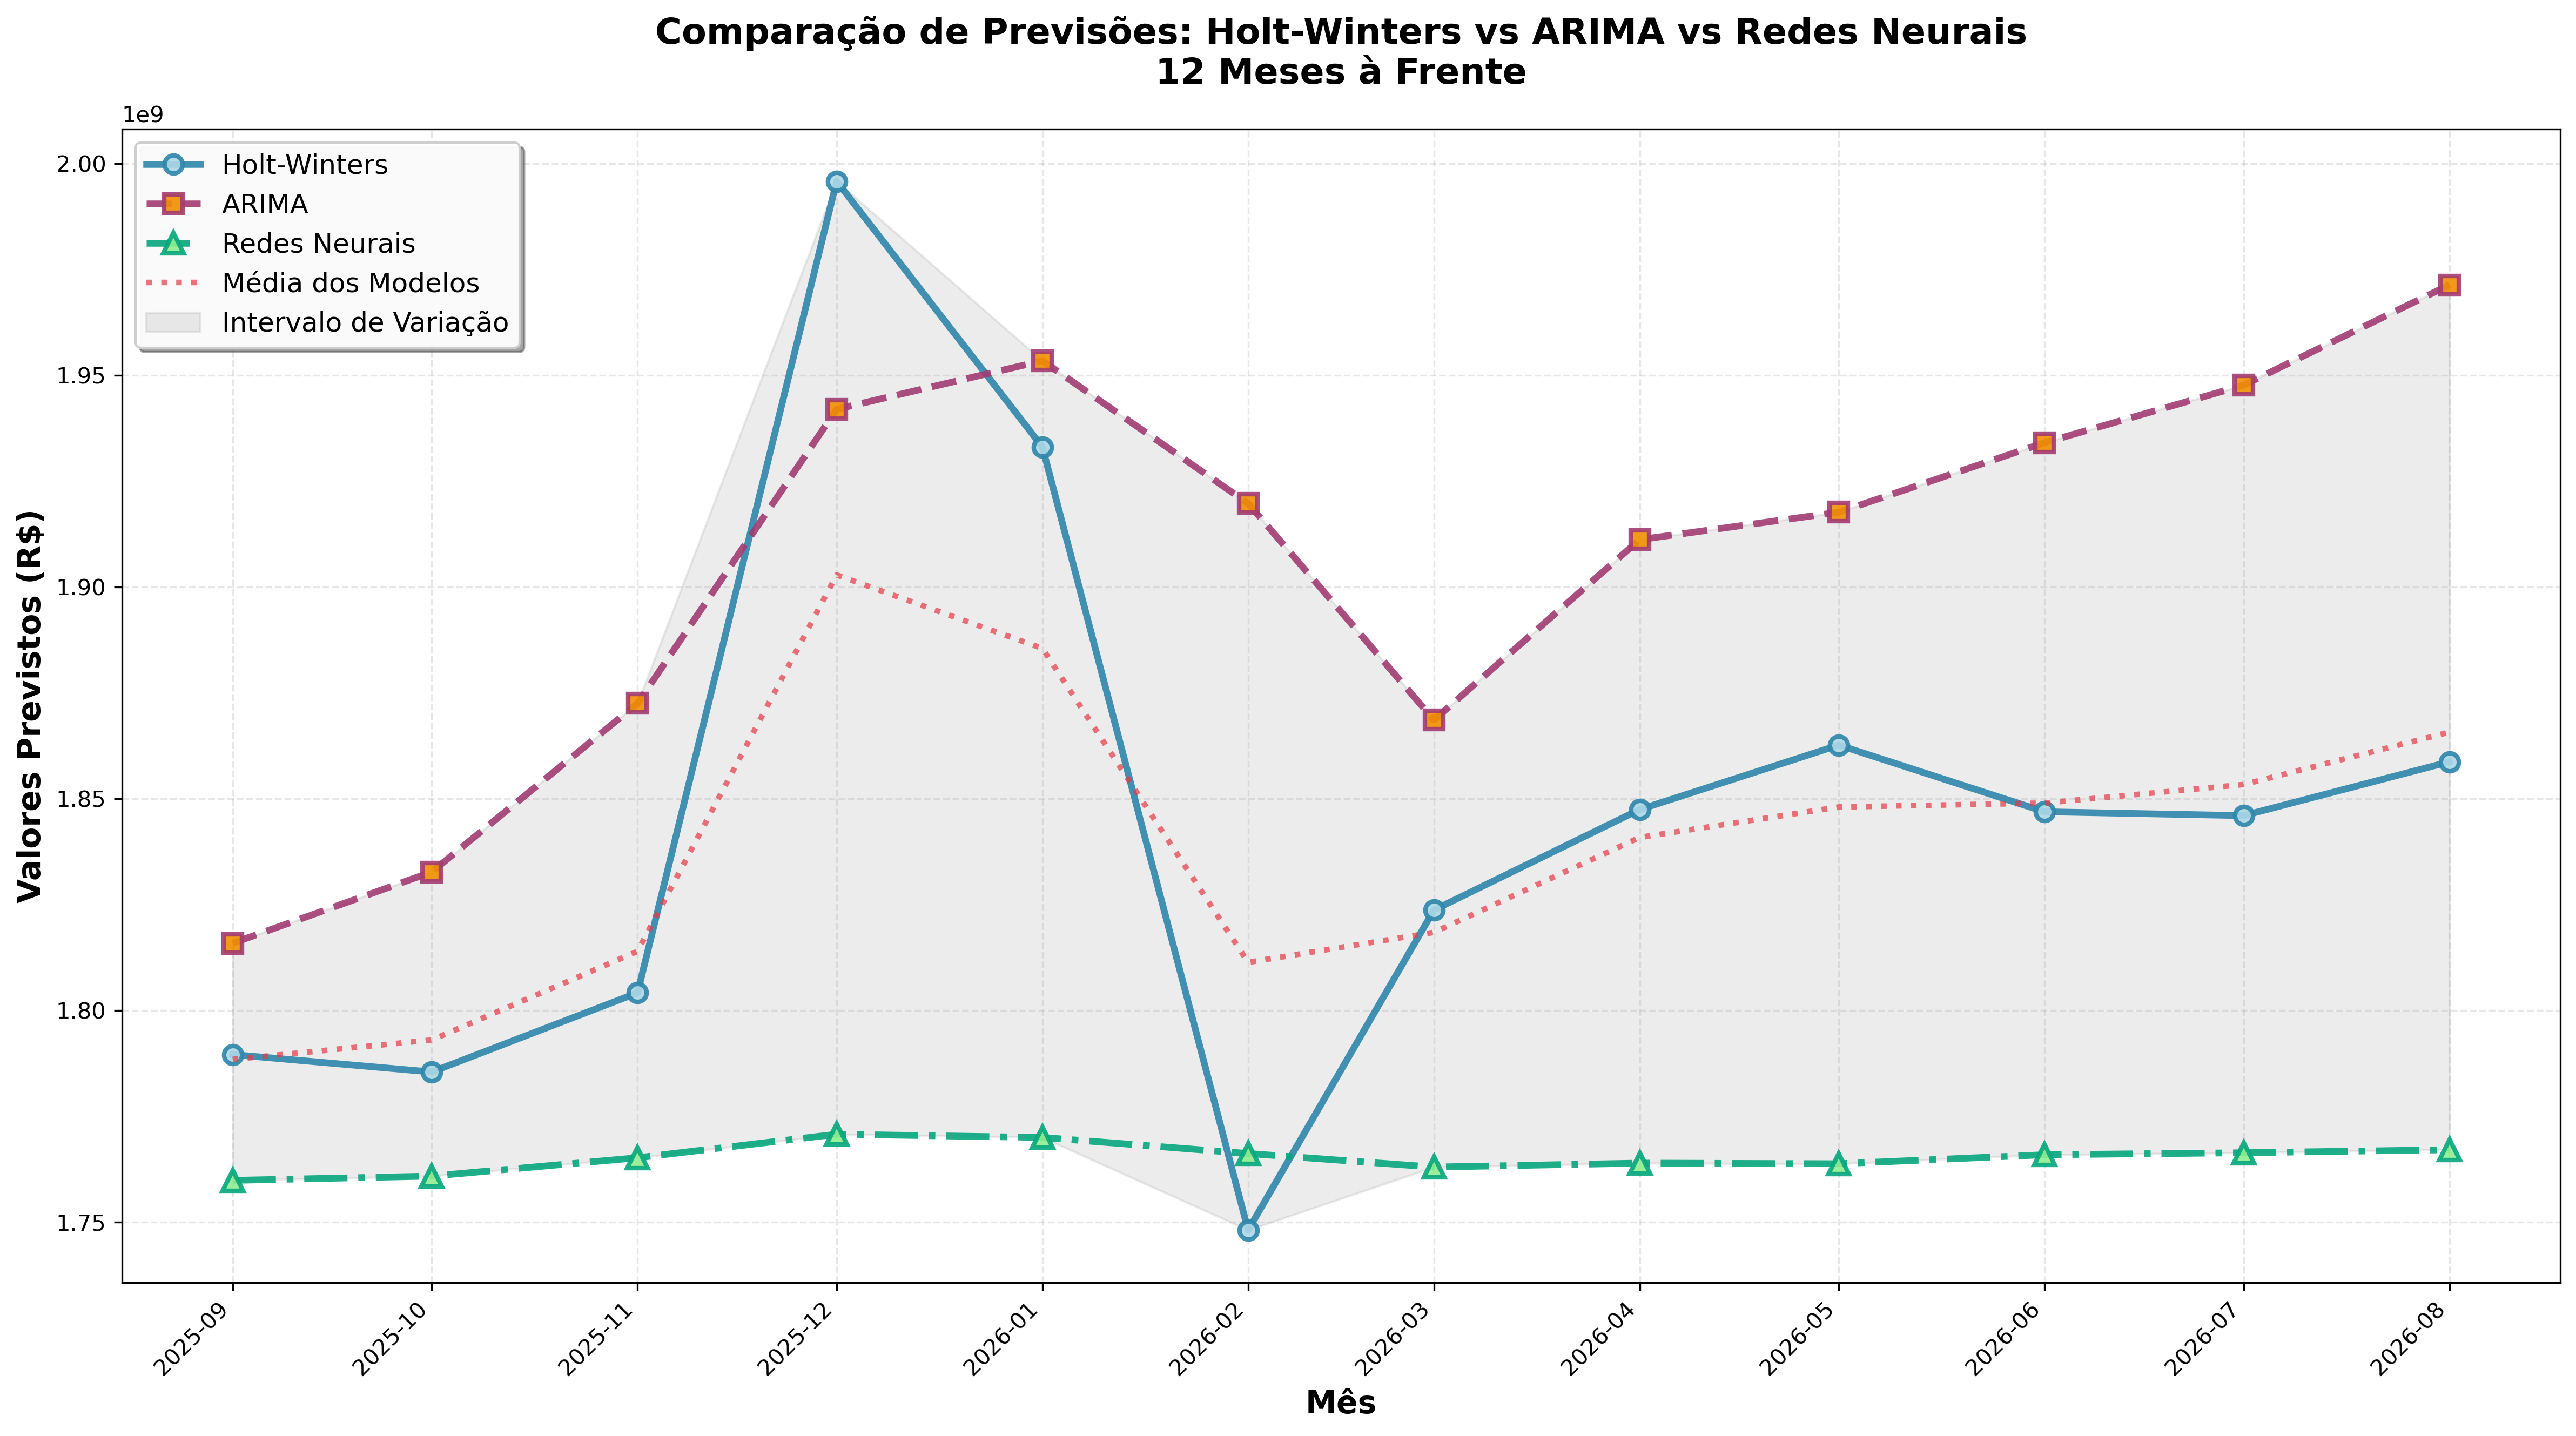 Comparação de Previsões: Holt-Winters vs ARIMA vs Redes Neurais
12 Meses à Frente
1e9
Holt-Winters
ARIMA
Redes Neurais
Média dos Modelos
Intervalo de Variação
2.00
1.95
1.90
1.85
1.80
1.75
Valores Previstos (R$)
2025-09
2025-10
2025-11
2025-12
2026-01
2026-02
2026-03
2026-04
2026-05
2026-06
2026-07
2026-08
Mês